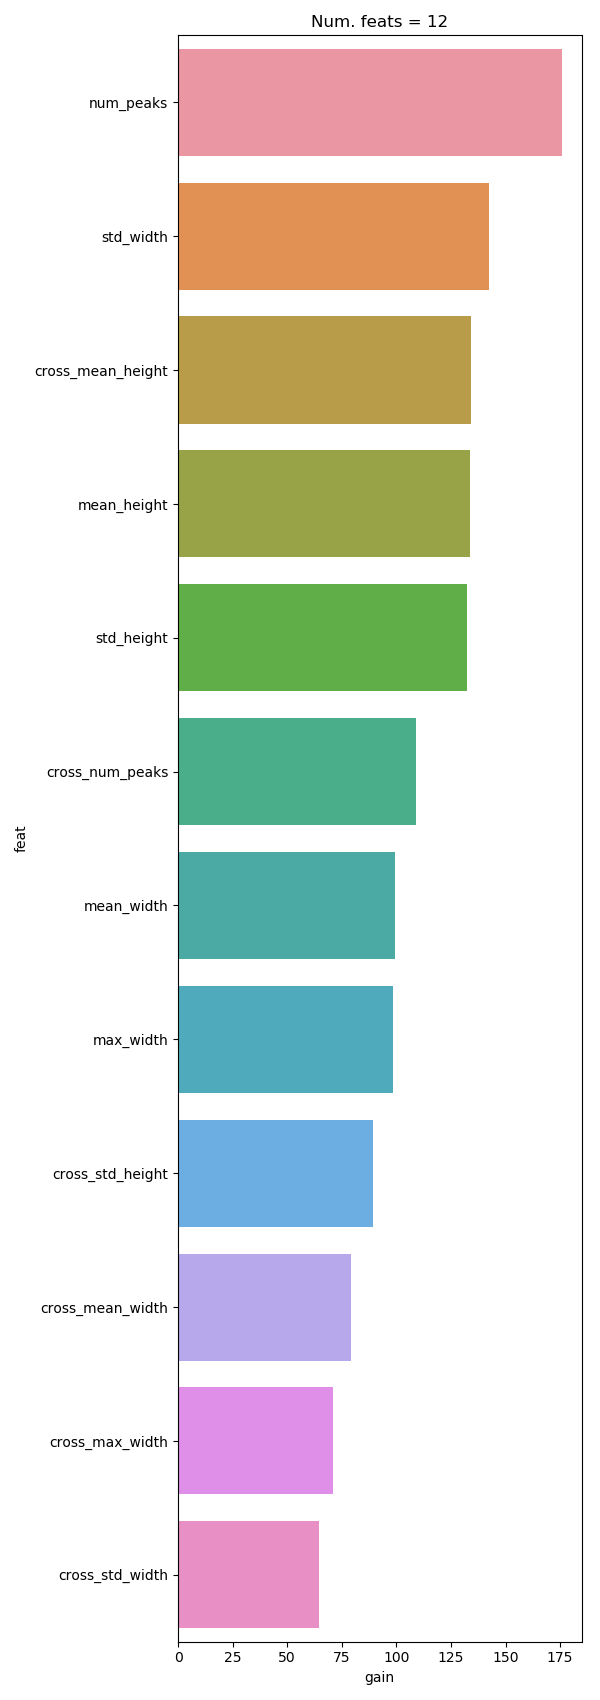 Num. feats = 12
num_peaks
std_width
cross_mean_height
mean_height
std_height
cross_num_peaks
feat
mean_width
max_width
cross_std_height
cross_mean_width
cross_max_width
cross_std_width
0 25 50 75 100 125 150 175
gain